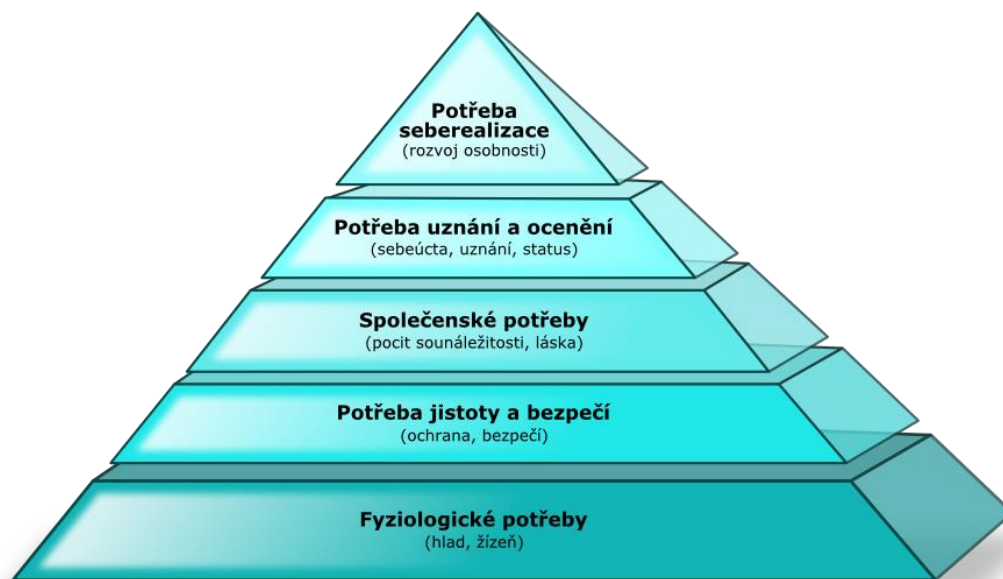 Potřeba
seberealizace
(rozvoj osobnosti)
Potřeba uznání a ocenění
(sebeúcta, uznání, status)
Společenské potřeby
(pocit sounáležitosti, láska)
Potřeba jistoty a bezpečí
(ochrana, bezpečí)
Fyziologické potřeby
(hlad, žízeň)